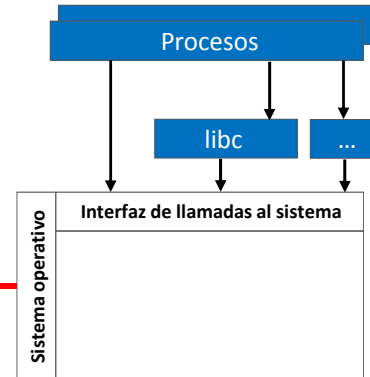 Procesos
libc
...
Interfaz de llamadas al sistema
Sistema operativo